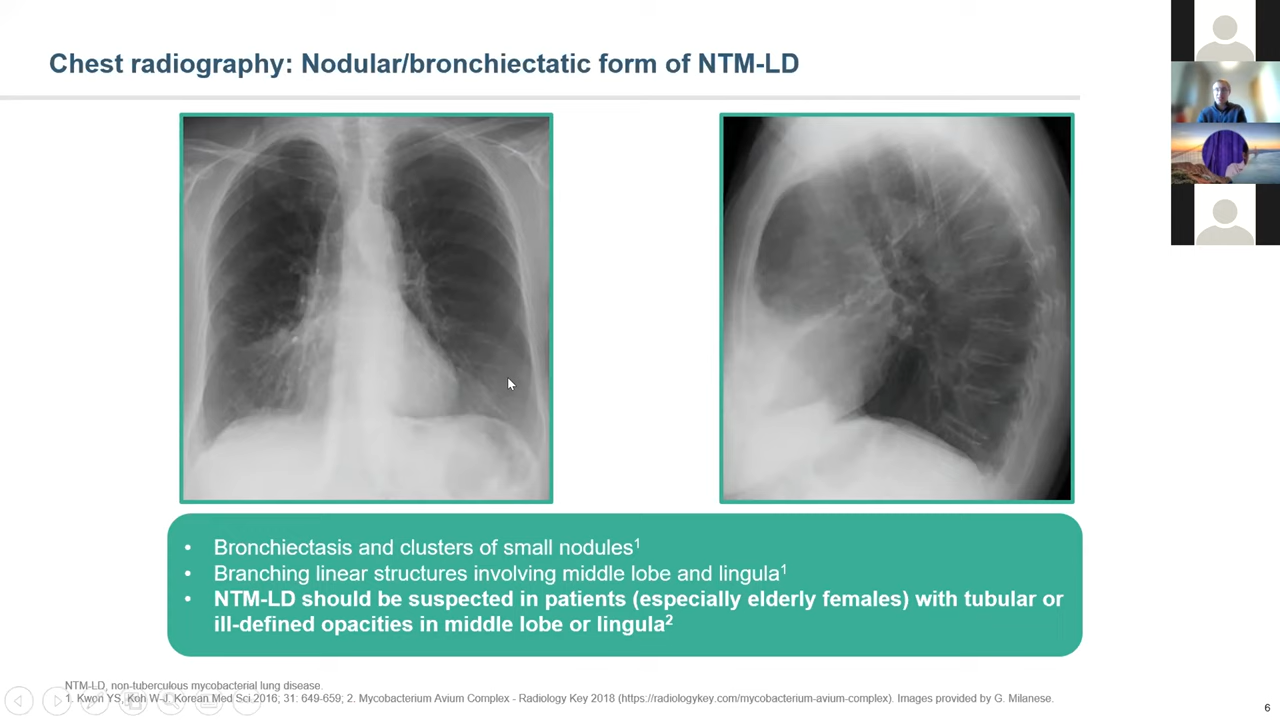 Chest radiography: Nodular/bronchiectatic form of NTM-LD
• Bronchiectasis and clusters of small nodules¹
• Branching linear structures involving middle lobe and lingula¹
• NTM-LD should be suspected in patients (especially elderly females) with tubular or
ill-defined opacities in middle lobe or lingula²
NTM-LD, non-tuberculous mycobacterial lung disease.
1. Kwon YS, Koh W-J. Korean Med Sci 2016; 31: 649-659; 2. Mycobacterium Avium Complex - Radiology Key 2018 (https://radiologykey.com/mycobacterium-avium-complex). Images provided by G. Milanese.
6